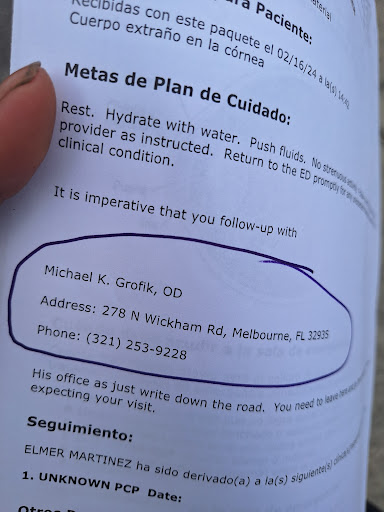 Paciente:
Recibidas con este paquete el 02/16/24 a la(s)
Cuerpo extraño en la córnea
Metas de Plan de Cuidado:
Rest. Hydrate with water. Push fluids. No strenuous
provider as instructed. Return to the ED promptly for any
clinical condition.
It is imperative that you follow-up with
Michael K. Grofik, OD
Address: 278 N Wickham Rd, Melbourne, FL 32935
Phone: (321) 253-9228
His office as just write down the road. You need to leave
expecting your visit.
Seguimiento:
ELMER MARTINEZ ha sido derivado(a) a la(s) siguiente(s)
1. UNKNOWN PCP Date: